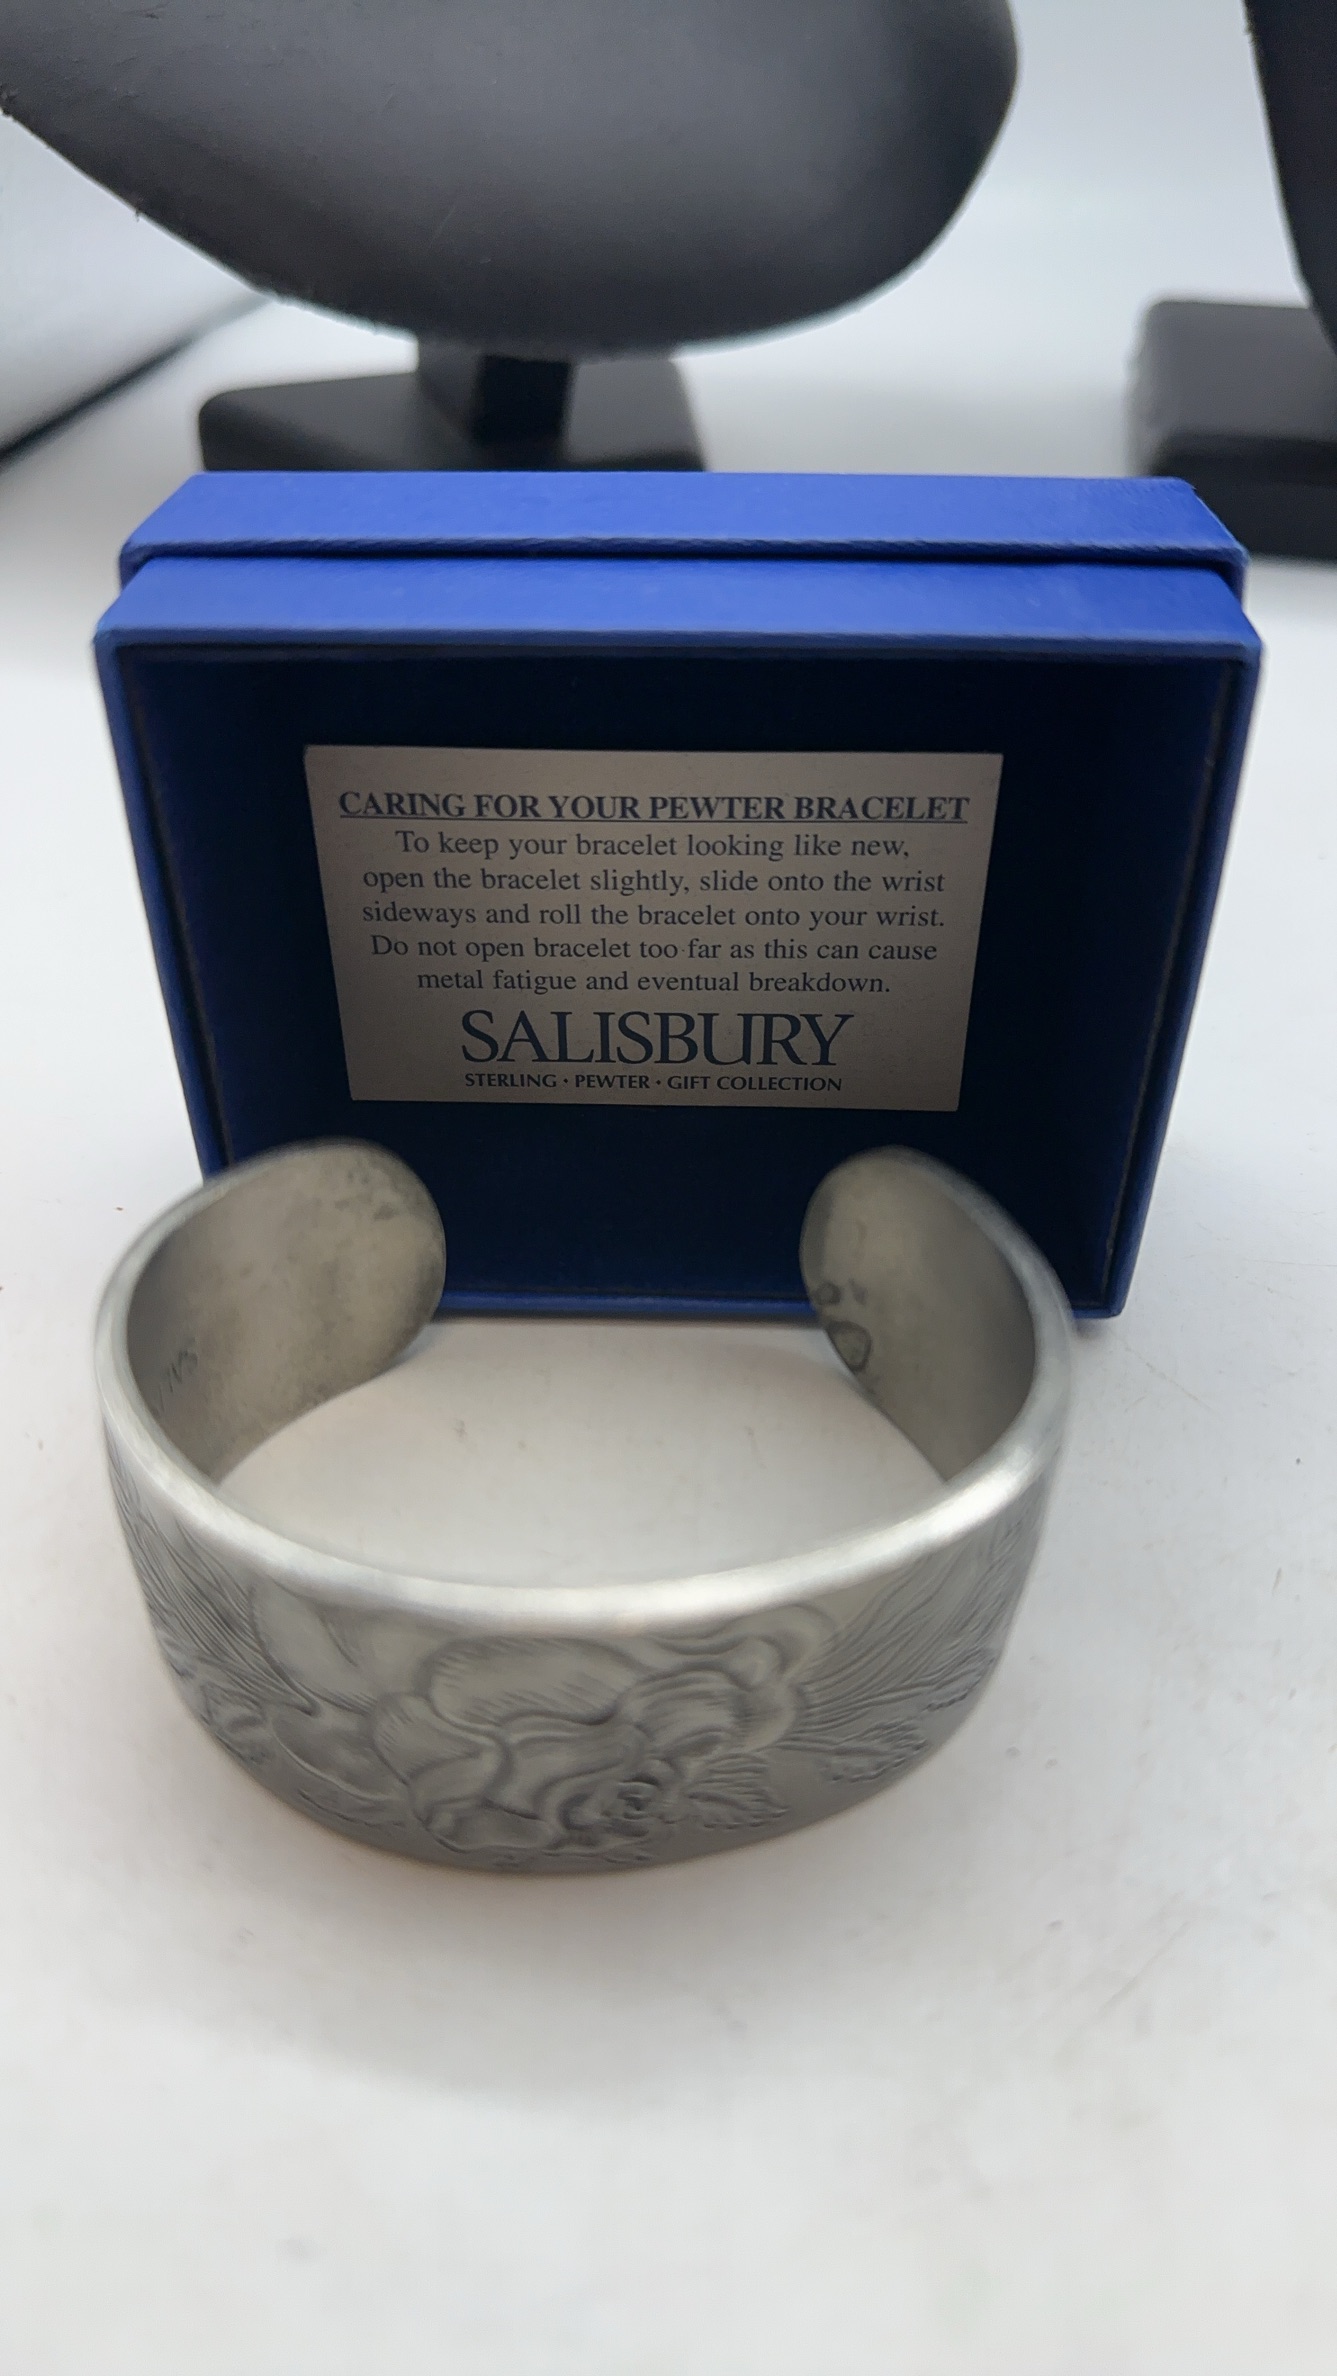 CARING FOR YOUR PEWTER BRACELET
To keep your bracelet looking like new,
open the bracelet slightly, slide onto the wrist
sideways and roll the bracelet onto your wrist.
Do not open bracelet too far as this can cause
metal fatigue and eventual breakdown.
SALISBURY
STERLING · PEWTER · GIFT COLLECTION